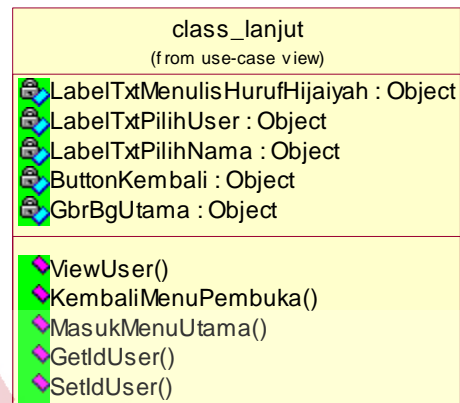 class_lanjut
(from use-case view)
LabelTxtMenulisHurufHijaiyah : Object
LabelTxtPilihUser : Object
LabelTxtPilihNama : Object
ButtonKembali : Object
GbrBgUtama : Object
ViewUser()
KembaliMenuPembuka()
MasukMenuUtama()
GetIdUser()
SetIdUser()